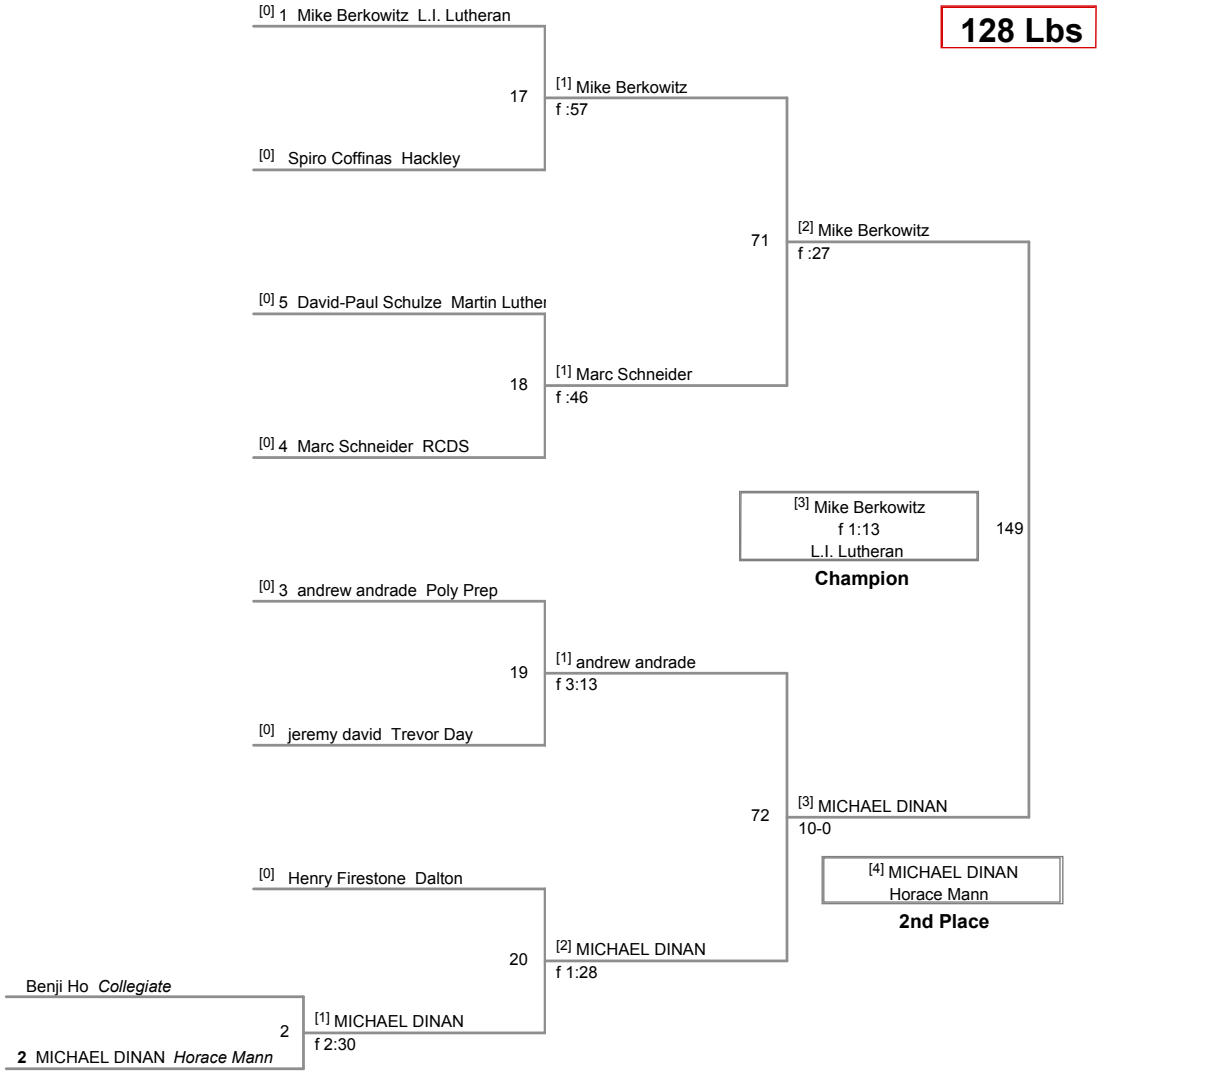 [0] 1 Mike Berkowitz L.I. Lutheran
128 Lbs
[1] Mike Berkowitz
17
f :57
[0] Spiro Coffinas Hackley
[2] Mike Berkowitz
71
f :27
[0] 5 David-Paul Schulze Martin Luther
[1] Marc Schneider
18
f :46
[0] 4 Marc Schneider RCDS
[3] Mike Berkowitz
f 1:13
L.I. Lutheran
149
Champion
[0] 3 andrew andrade Poly Prep
[1] andrew andrade
19
f 3:13
[0] jeremy david Trevor Day
[3] MICHAEL DINAN
72
10-0
[0] Henry Firestone Dalton
[4] MICHAEL DINAN
Horace Mann
2nd Place
[2] MICHAEL DINAN
20
f 1:28
Benji Ho Collegiate
[1] MICHAEL DINAN
2
f 2:30
2 MICHAEL DINAN Horace Mann